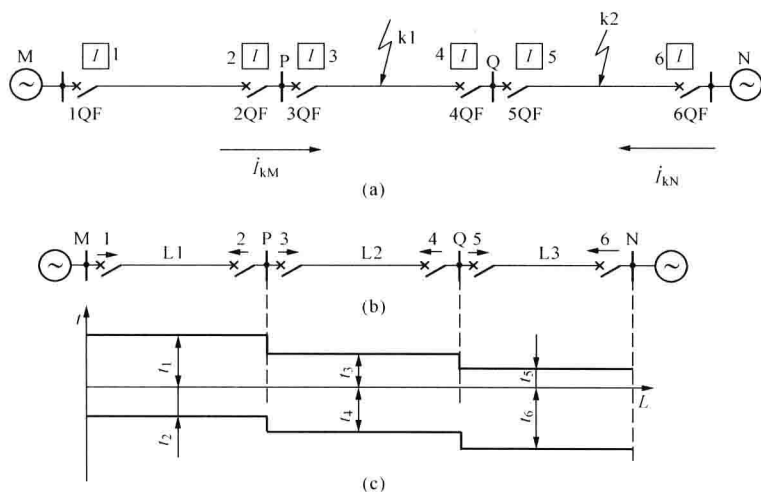 M I 1 2 I P I 3 k1 4 I Q I 5 k2 6 I N
~ ~
1QF 2QF 3QF 4QF 5QF 6QF
İkM İkN
(a)
M 1 2 P 3 4 Q 5 6 N
L1 L2 L3
(b)
t
t1 t3 t5
L
t2 t4 t6
(c)